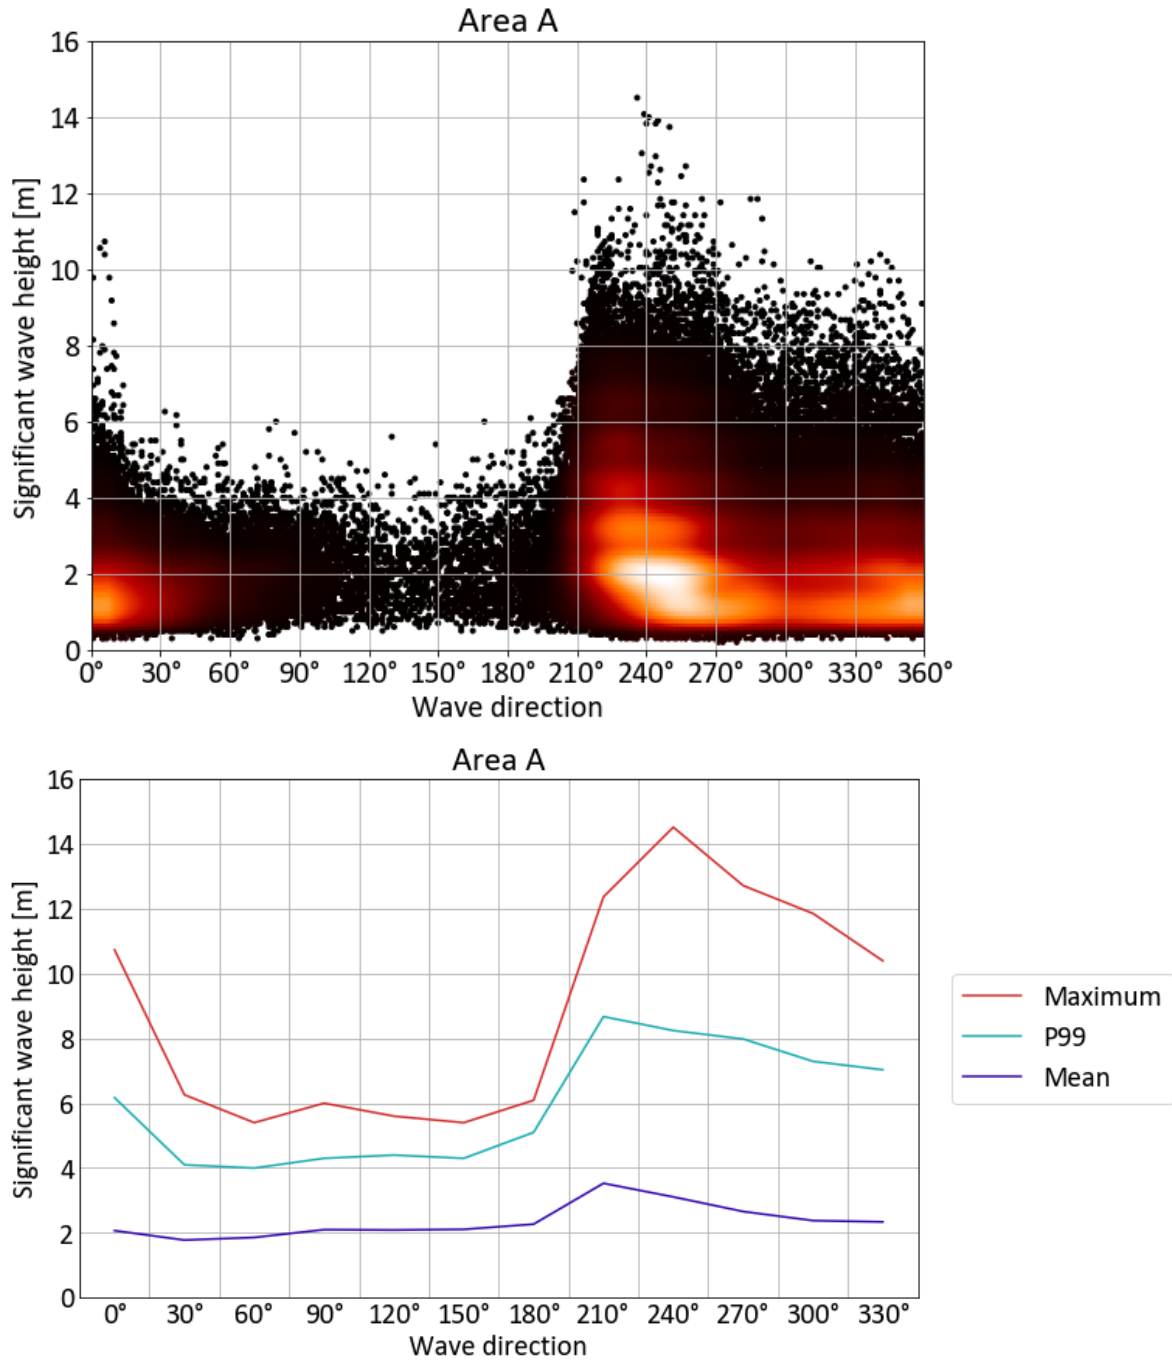 Area A
16
14
12
10
8
6
4
2
0
Significant wave height [m]
0° 30° 60° 90° 120° 150° 180° 210° 240° 270° 300° 330° 360°
Wave direction
Area A
16
14
12
10
8
6
4
2
0
Significant wave height [m]
0° 30° 60° 90° 120° 150° 180° 210° 240° 270° 300° 330°
Wave direction
Maximum
P99
Mean